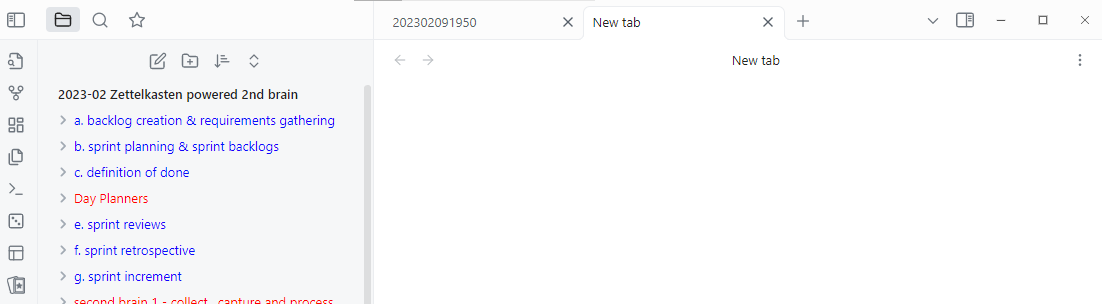 202302091950
New tab
New tab
2023-02 Zettelkasten powered 2nd brain
a. backlog creation & requirements gathering
b. sprint planning & sprint backlogs
c. definition of done
Day Planners
e. sprint reviews
f. sprint retrospective
g. sprint increment
second brain 1 - collect, capture and process